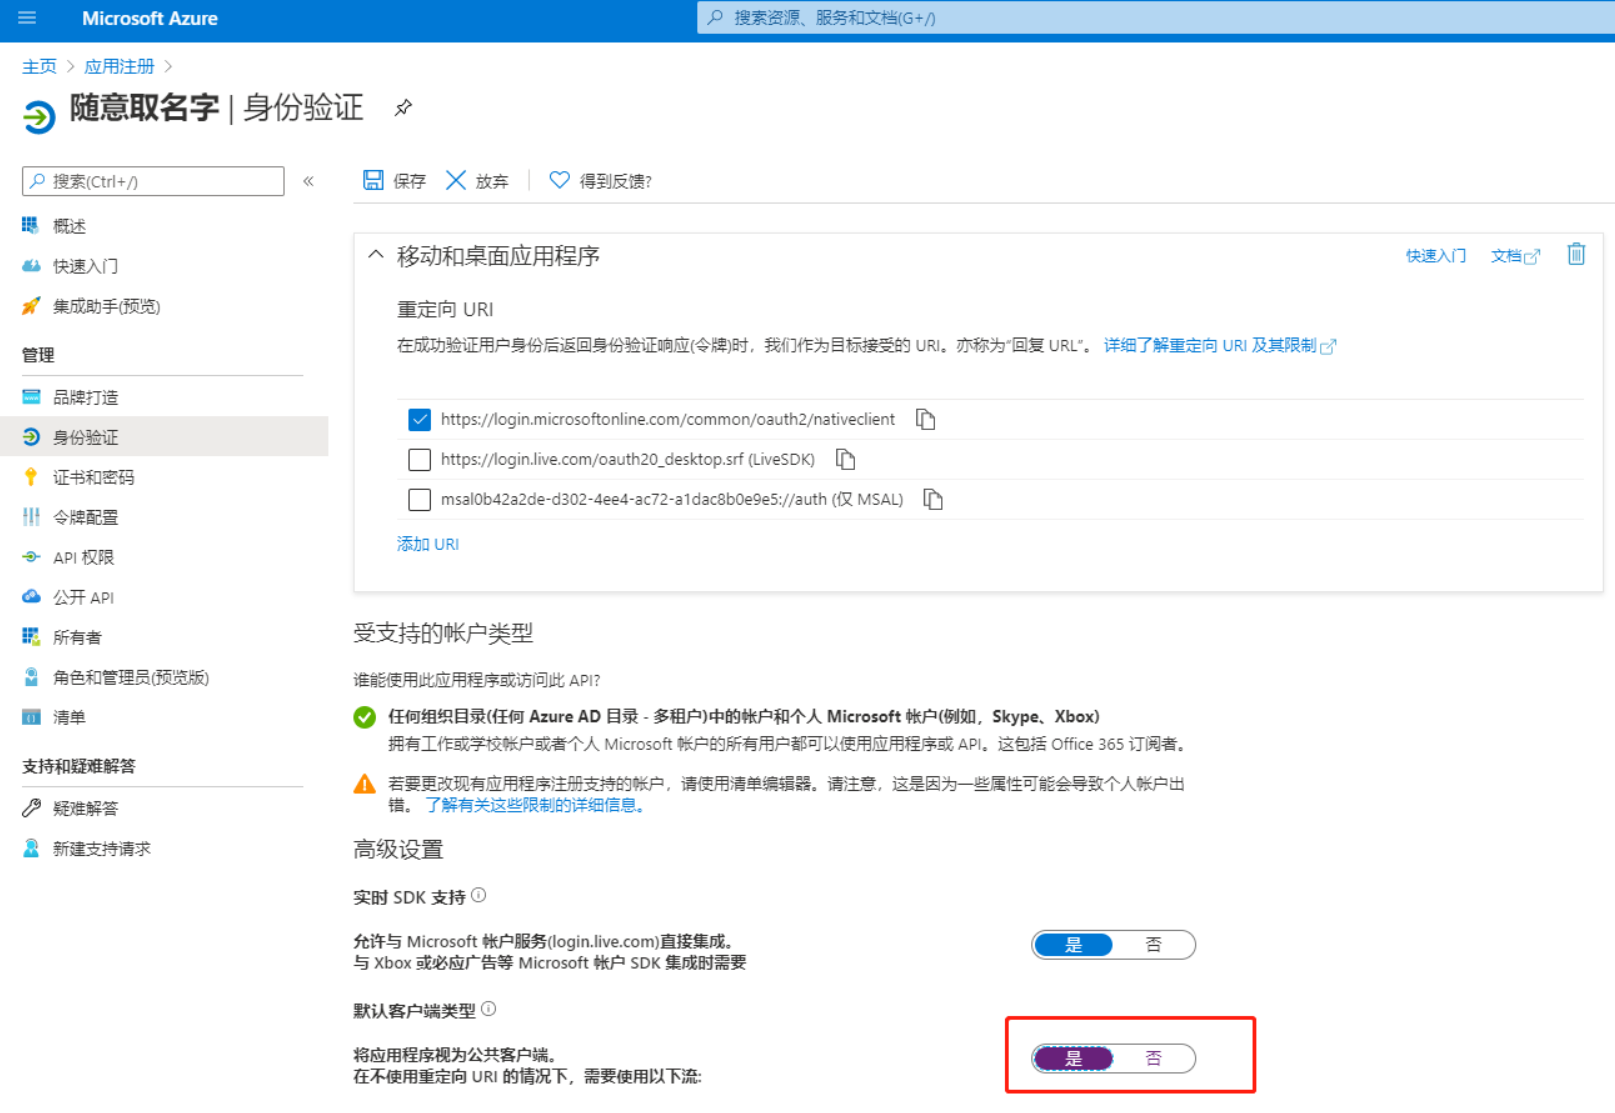 Microsoft Azure
搜索资源、服务和文档(G+/)
主页 > 应用注册 >
随意取名字 | 身份验证
搜索(Ctrl+/)
«
保存
放弃
得到反馈?
概述
快速入门
集成助手(预览)
管理
品牌打造
身份验证
证书和密码
令牌配置
API 权限
公开 API
所有者
角色和管理员(预览版)
清单
支持和疑难解答
疑难解答
新建支持请求
移动和桌面应用程序
快速入门
文档
重定向 URI
在成功验证用户身份后返回身份验证响应(令牌)时，我们作为目标接受的 URI。亦称为“回复 URL”。 详细了解重定向 URI 及其限制
https://login.microsoftonline.com/common/oauth2/nativeclient
https://login.live.com/oauth20_desktop.srf (LiveSDK)
msal0b42a2de-d302-4ee4-ac72-a1dac8b0e9e5://auth (仅 MSAL)
添加 URI
受支持的帐户类型
谁能使用此应用程序或访问此 API?
任何组织目录(任何 Azure AD 目录 - 多租户)中的帐户和个人 Microsoft 帐户(例如，Skype、Xbox)
拥有工作或学校帐户或者个人 Microsoft 帐户的所有用户都可以使用应用程序或 API。这包括 Office 365 订阅者。
若要更改现有应用程序注册支持的帐户，请使用清单编辑器。请注意，这是因为一些属性可能会导致个人帐户出
错。 了解有关这些限制的详细信息。
高级设置
实时 SDK 支持
允许与 Microsoft 帐户服务(login.live.com)直接集成。
与 Xbox 或必应广告等 Microsoft 帐户 SDK 集成时需要
是 否
默认客户端类型
将应用程序视为公共客户端。
在不使用重定向 URI 的情况下，需要使用以下流:
是 否